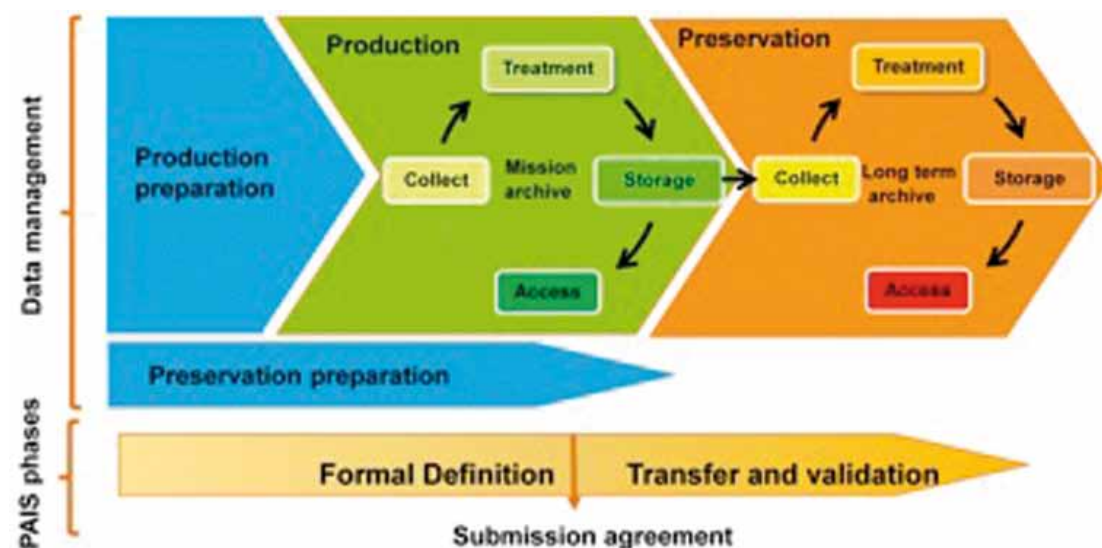 Data management
Production
preparation
Production
Treatment
Collect
Mission
archive
Storage
Access
Preservation
Treatment
Collect
Long term
archive
Storage
Access
Preservation preparation
PAIS phases
Formal Definition
Transfer and validation
Submission agreement